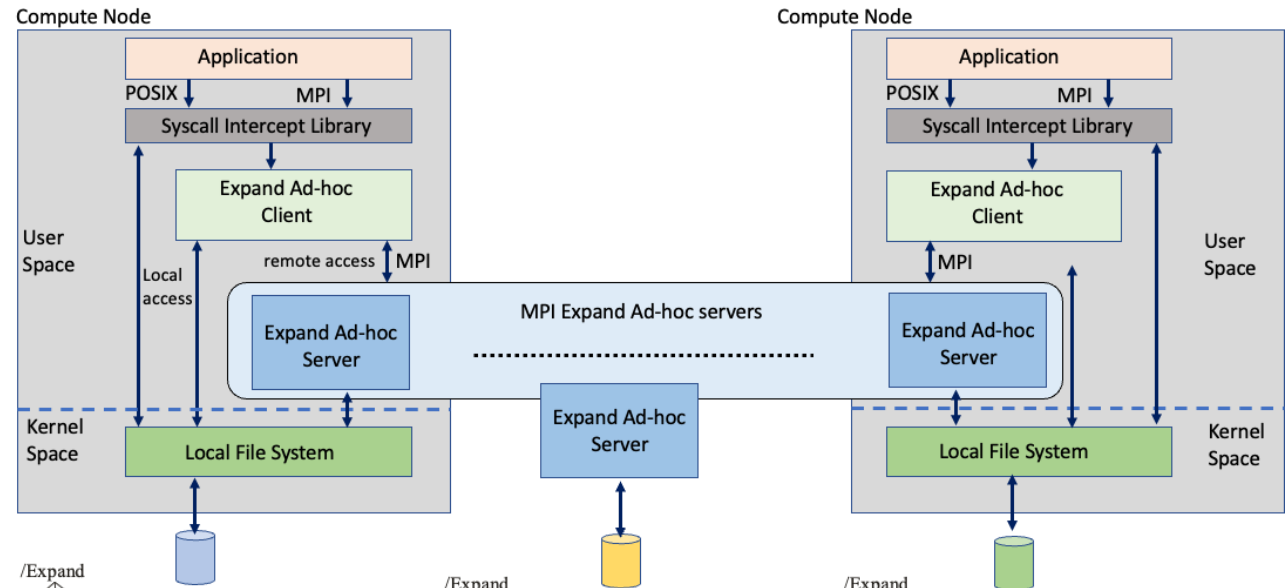 Compute Node
Compute Node
Application
POSIX
MPI
Syscall Intercept Library
Expand Ad-hoc
Client
User
Space
Local
access
remote access
MPI
Application
POSIX
MPI
Syscall Intercept Library
Expand Ad-hoc
Client
User
Space
MPI
MPI Expand Ad-hoc servers
Expand Ad-hoc
Server
Expand Ad-hoc
Server
Expand Ad-hoc
Server
Kernel
Space
Local File System
Local File System
Kernel
Space
/Expand
/Expand
/Expand